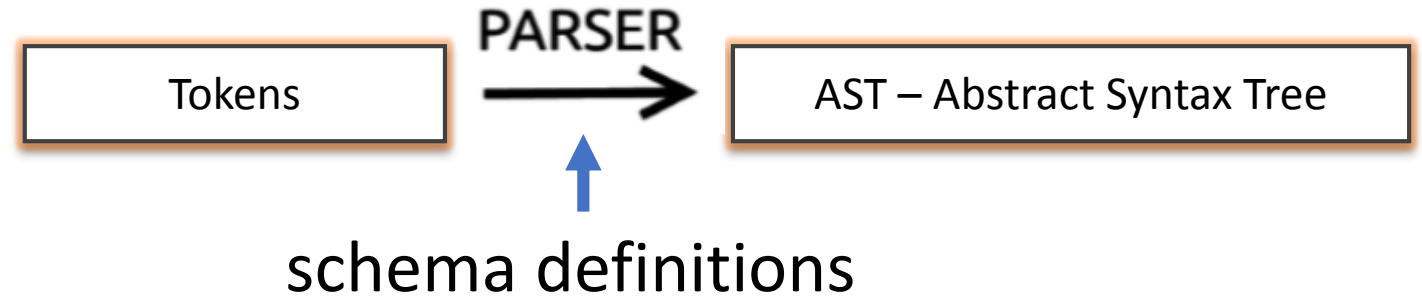 PARSER
Tokens
AST – Abstract Syntax Tree
schema definitions